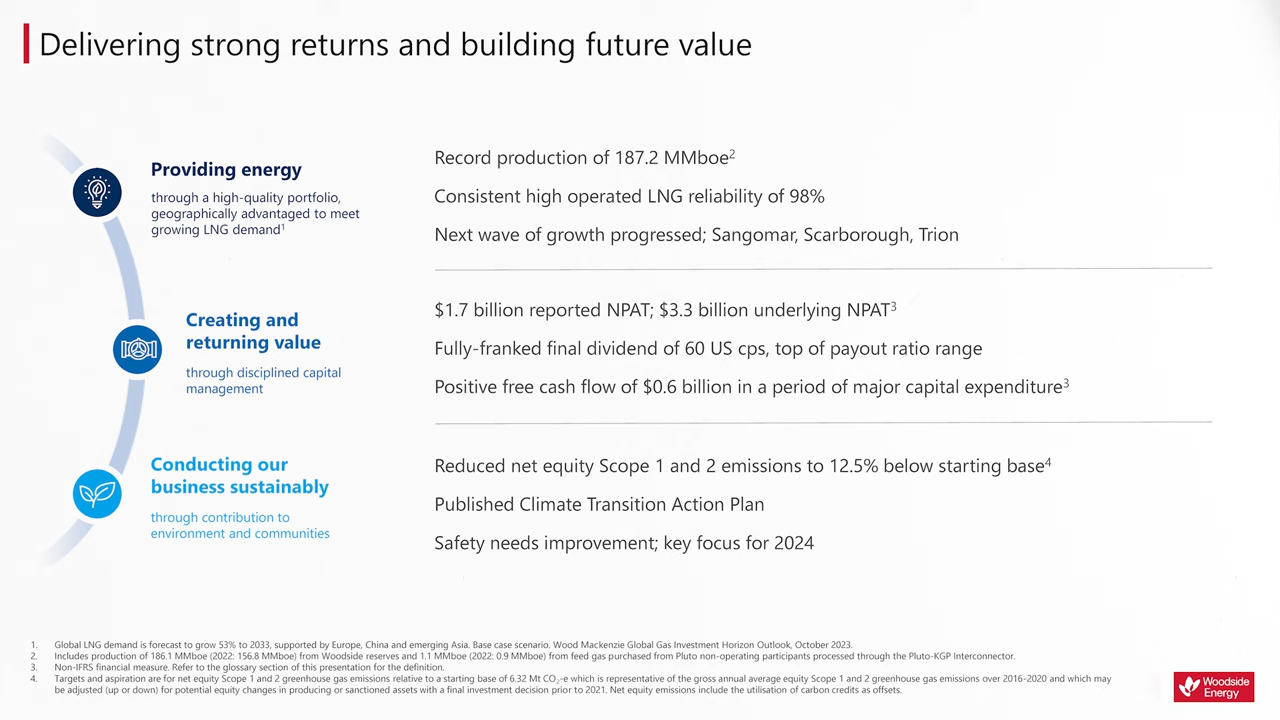 Delivering strong returns and building future value
Providing energy
through a high-quality portfolio,
geographically advantaged to meet
growing LNG demand¹
Record production of 187.2 MMboe²
Consistent high operated LNG reliability of 98%
Next wave of growth progressed; Sangomar, Scarborough, Trion
Creating and
returning value
through disciplined capital
management
$1.7 billion reported NPAT; $3.3 billion underlying NPAT³
Fully-franked final dividend of 60 US cps, top of payout ratio range
Positive free cash flow of $0.6 billion in a period of major capital expenditure³
Conducting our
business sustainably
through contribution to
environment and communities
Reduced net equity Scope 1 and 2 emissions to 12.5% below starting base⁴
Published Climate Transition Action Plan
Safety needs improvement; key focus for 2024
1. Global LNG demand is forecast to grow 53% to 2033, supported by Europe, China and emerging Asia. Base case scenario. Wood Mackenzie Global Gas Investment Horizon Outlook, October 2023.
2. Includes production of 186.1 MMboe (2022: 156.8 MMboe) from Woodside reserves and 1.1 MMboe (2022: 0.9 MMboe) from feed gas purchased from Pluto non-operating participants processed through the Pluto-KGP Interconnector.
3. Non-IFRS financial measure. Refer to the glossary section of this presentation for the definition.
4. Targets and aspiration are for net equity Scope 1 and 2 greenhouse gas emissions relative to a starting base of 6.32 Mt CO₂-e which is representative of the gross annual average equity Scope 1 and 2 greenhouse gas emissions over 2016-2020 and which may
be adjusted (up or down) for potential equity changes in producing or sanctioned assets with a final investment decision prior to 2021. Net equity emissions include the utilisation of carbon credits as offsets.
Woodside
Energy